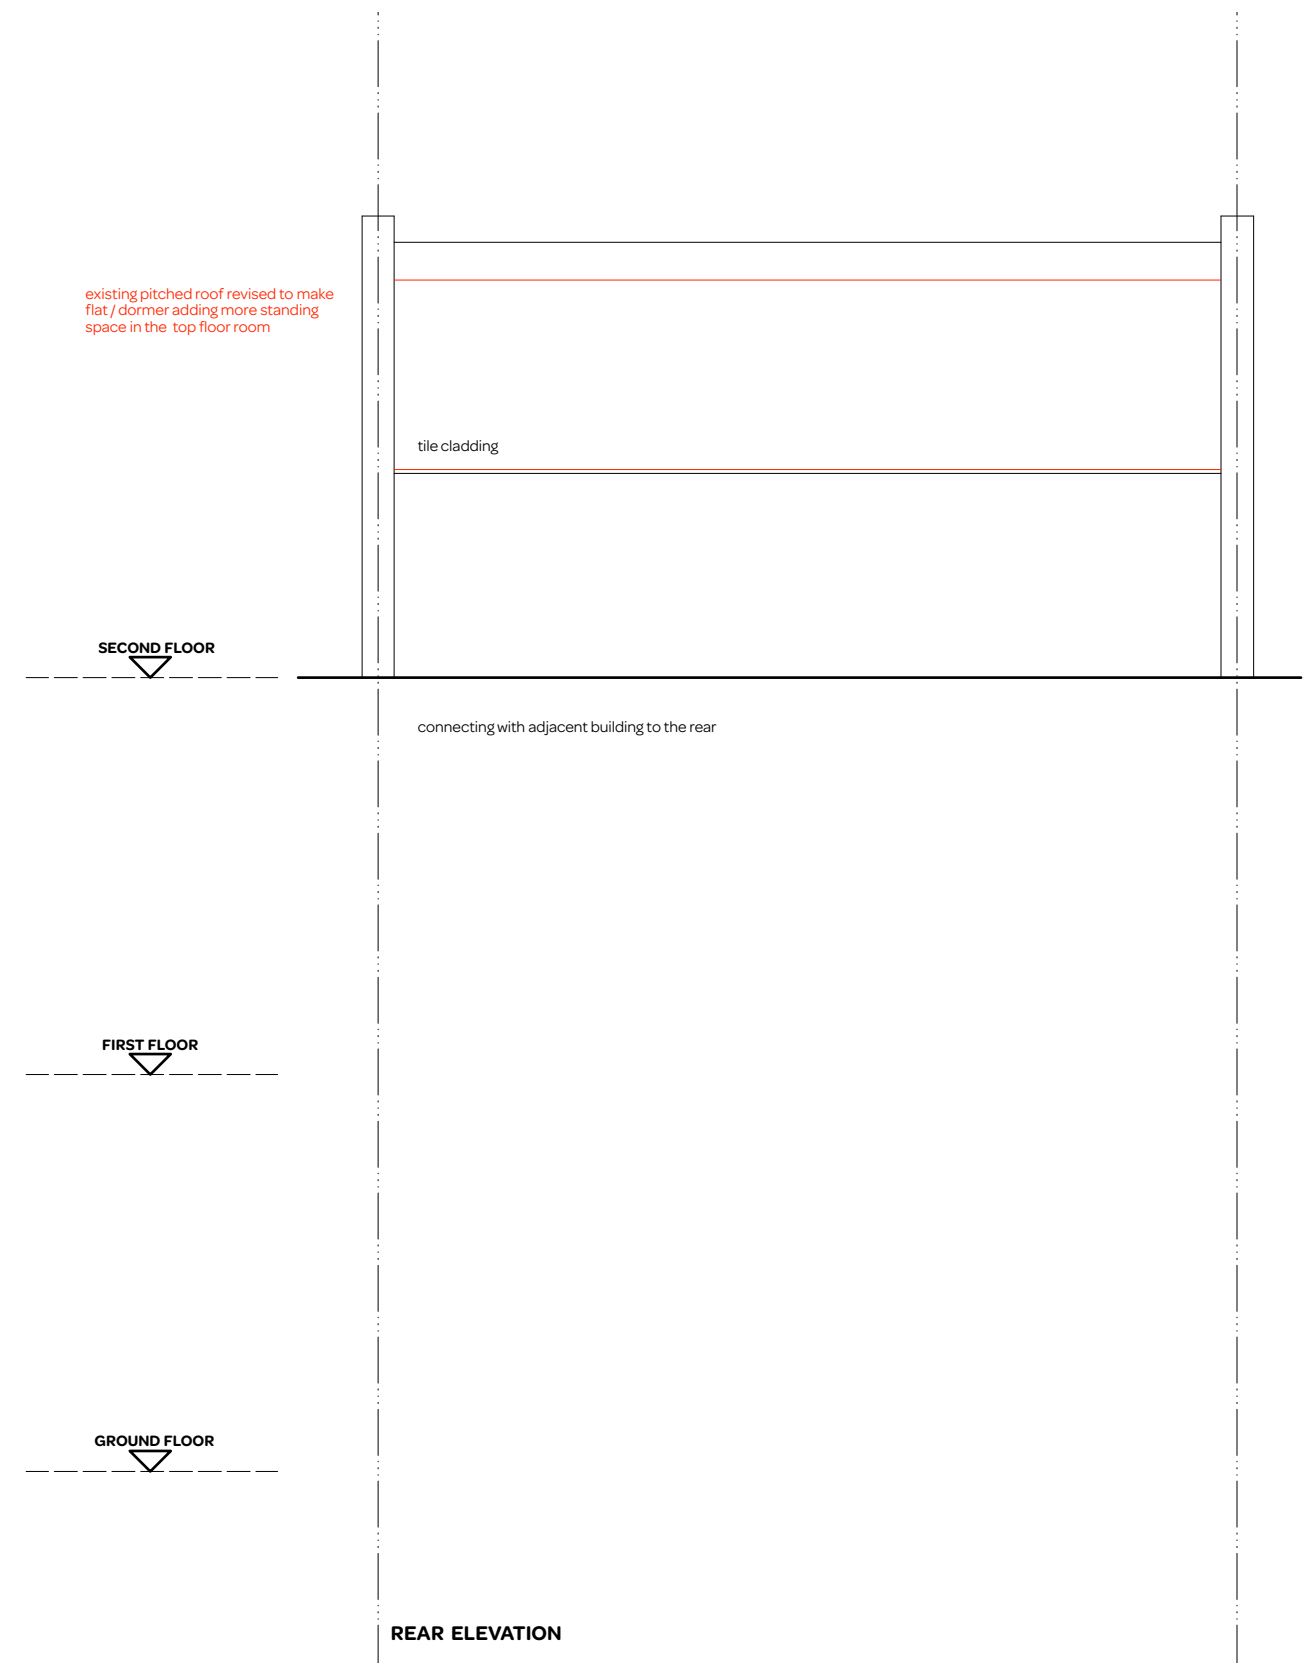 existing pitched roof revised to make
flat / dormer adding more standing
space in the top floor room
tile cladding
SECOND FLOOR
connecting with adjacent building to the rear
FIRST FLOOR
GROUND FLOOR
REAR ELEVATION